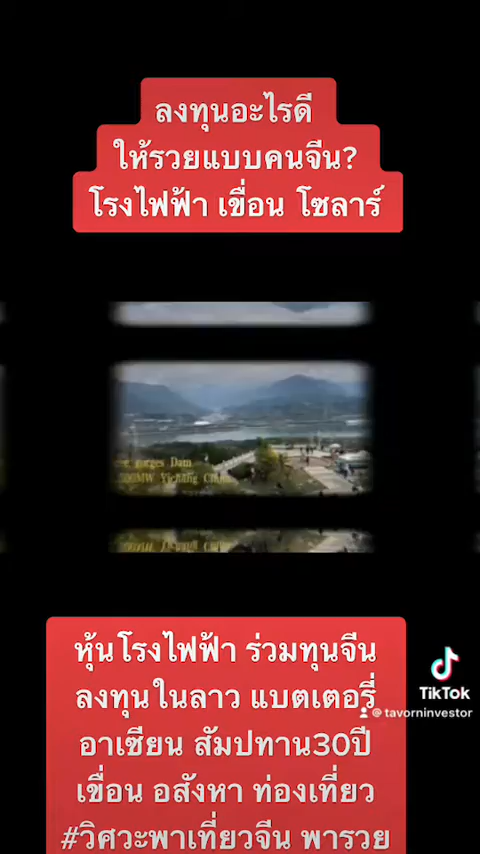 ลงทุนอะไรดี
ให้รวยแบบคนจีน?
โรงไฟฟ้า เขื่อน โซลาร์
gorges Dam
500MW Yichang China
หุ้นโรงไฟฟ้า ร่วมทุนจีน
ลงทุนในลาว แบตเตอรี่
อาเซียน สัมปทาน30ปี
เขื่อน อสังหา ท่องเที่ยว
#วิศวะพาเที่ยวจีน พารวย
TikTok
@tavorninvestor